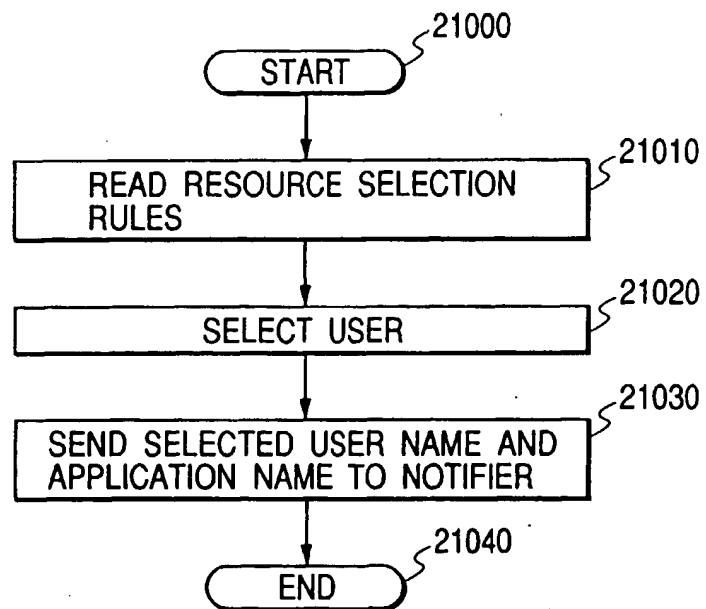 21000
START
21010
READ RESOURCE SELECTION
RULES
21020
SELECT USER
21030
SEND SELECTED USER NAME AND
APPLICATION NAME TO NOTIFIER
21040
END